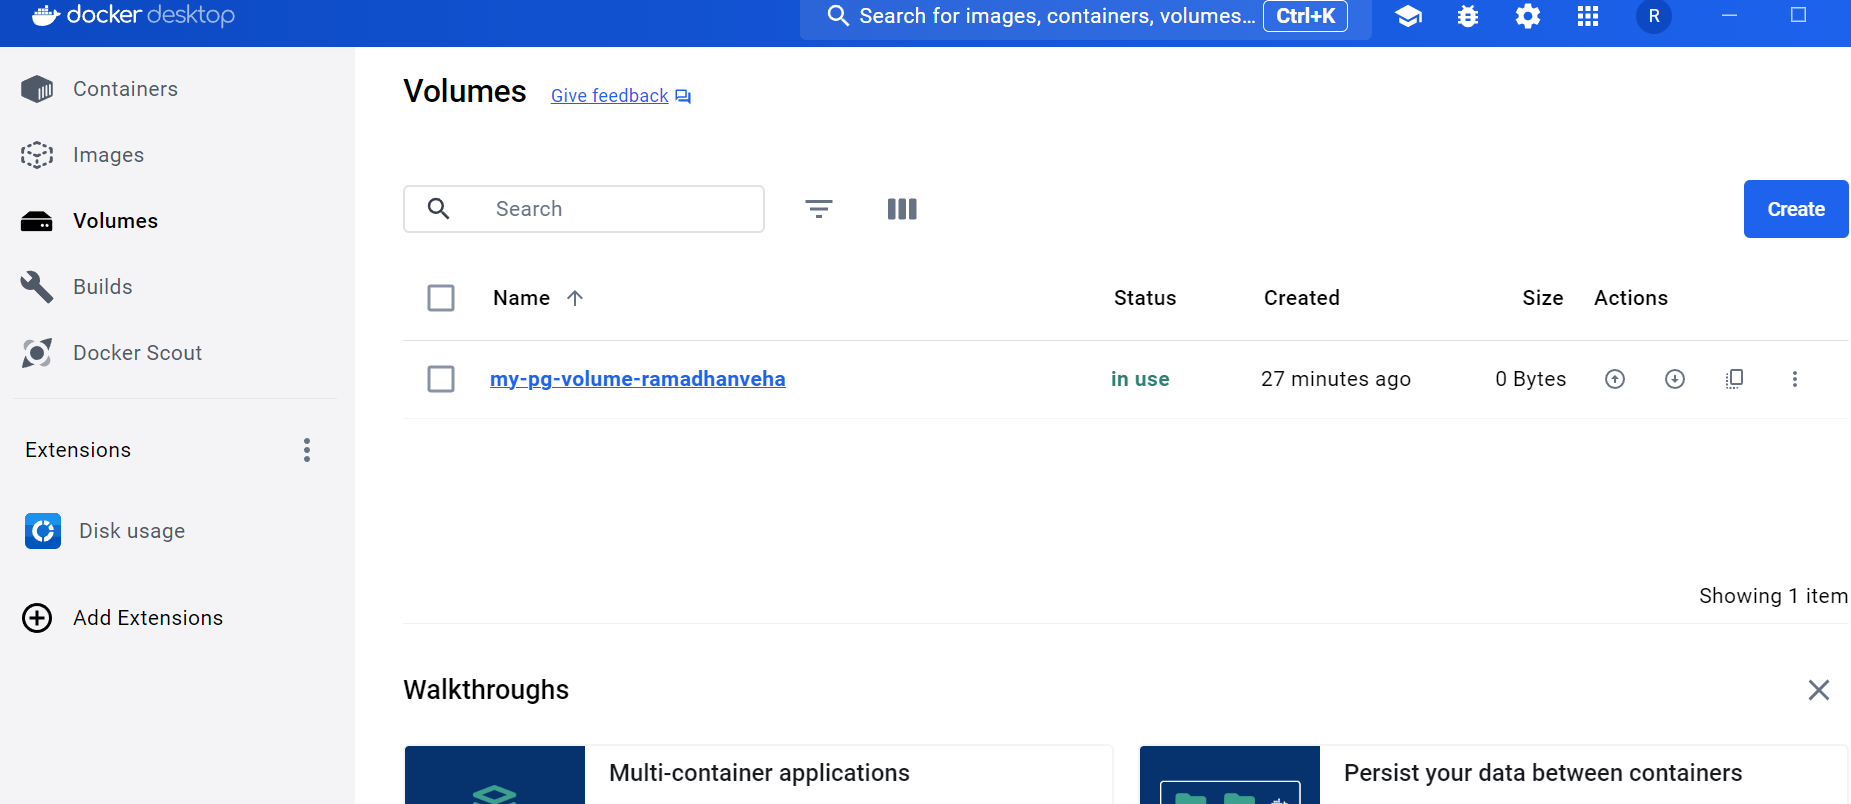 docker desktop
Search for images, containers, volumes... Ctrl+K
R
Containers
Images
Volumes
Builds
Docker Scout
Extensions
Disk usage
Add Extensions
Volumes Give feedback
Search
Create
Name Status Created Size Actions
my-pg-volume-ramadhanveha in use 27 minutes ago 0 Bytes
Showing 1 item
Walkthroughs
Multi-container applications
Persist your data between containers